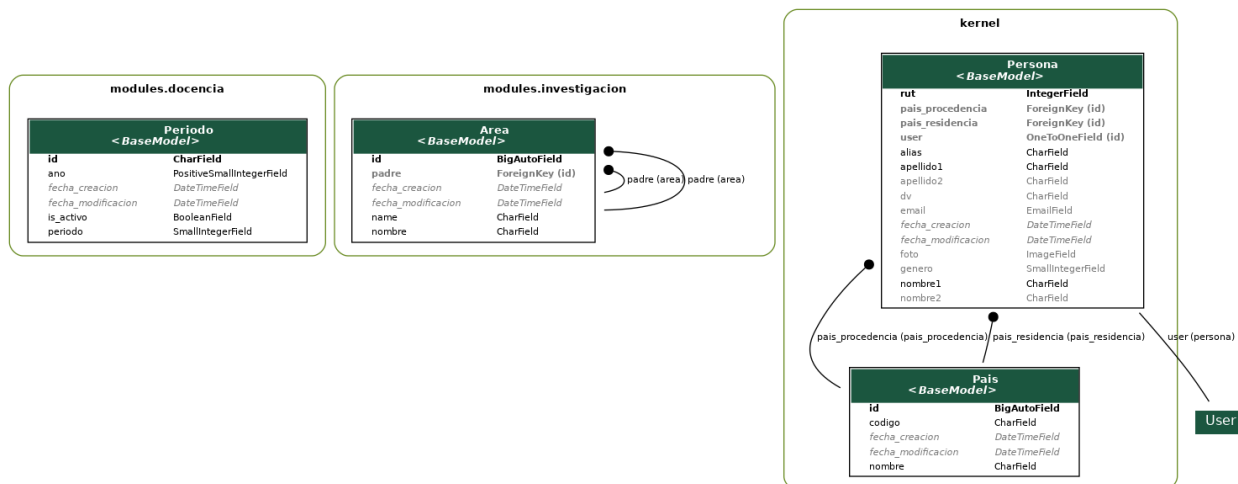 modules.docencia
Periodo
<BaseModel>
id CharField
ano PositiveSmallIntegerField
fecha_creacion DateTimeField
fecha_modificacion DateTimeField
is_activo BooleanField
periodo SmallIntegerField
modules.investigacion
Area
<BaseModel>
id BigAutoField
padre ForeignKey (id)
fecha_creacion DateTimeField
fecha_modificacion DateTimeField
name CharField
nombre CharField
padre (area) padre (area)
kernel
Persona
<BaseModel>
rut IntegerField
pais_procedencia ForeignKey (id)
pais_residencia ForeignKey (id)
user OneToOneField (id)
alias CharField
apellido1 CharField
apellido2 CharField
dv CharField
email EmailField
fecha_creacion DateTimeField
fecha_modificacion DateTimeField
foto ImageField
genero SmallIntegerField
nombre1 CharField
nombre2 CharField
pais_procedencia (pais_procedencia) pais_residencia (pais_residencia) user (persona)
Pais
<BaseModel>
id BigAutoField
codigo CharField
fecha_creacion DateTimeField
fecha_modificacion DateTimeField
nombre CharField
User